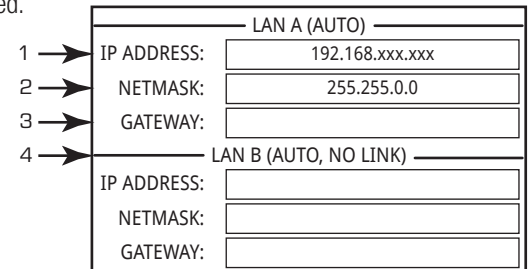 ed.
LAN A (AUTO)
1 IP ADDRESS: 192.168.xxx.xxx
2 NETMASK: 255.255.0.0
3 GATEWAY:
4 LAN B (AUTO, NO LINK)
IP ADDRESS:
NETMASK:
GATEWAY: